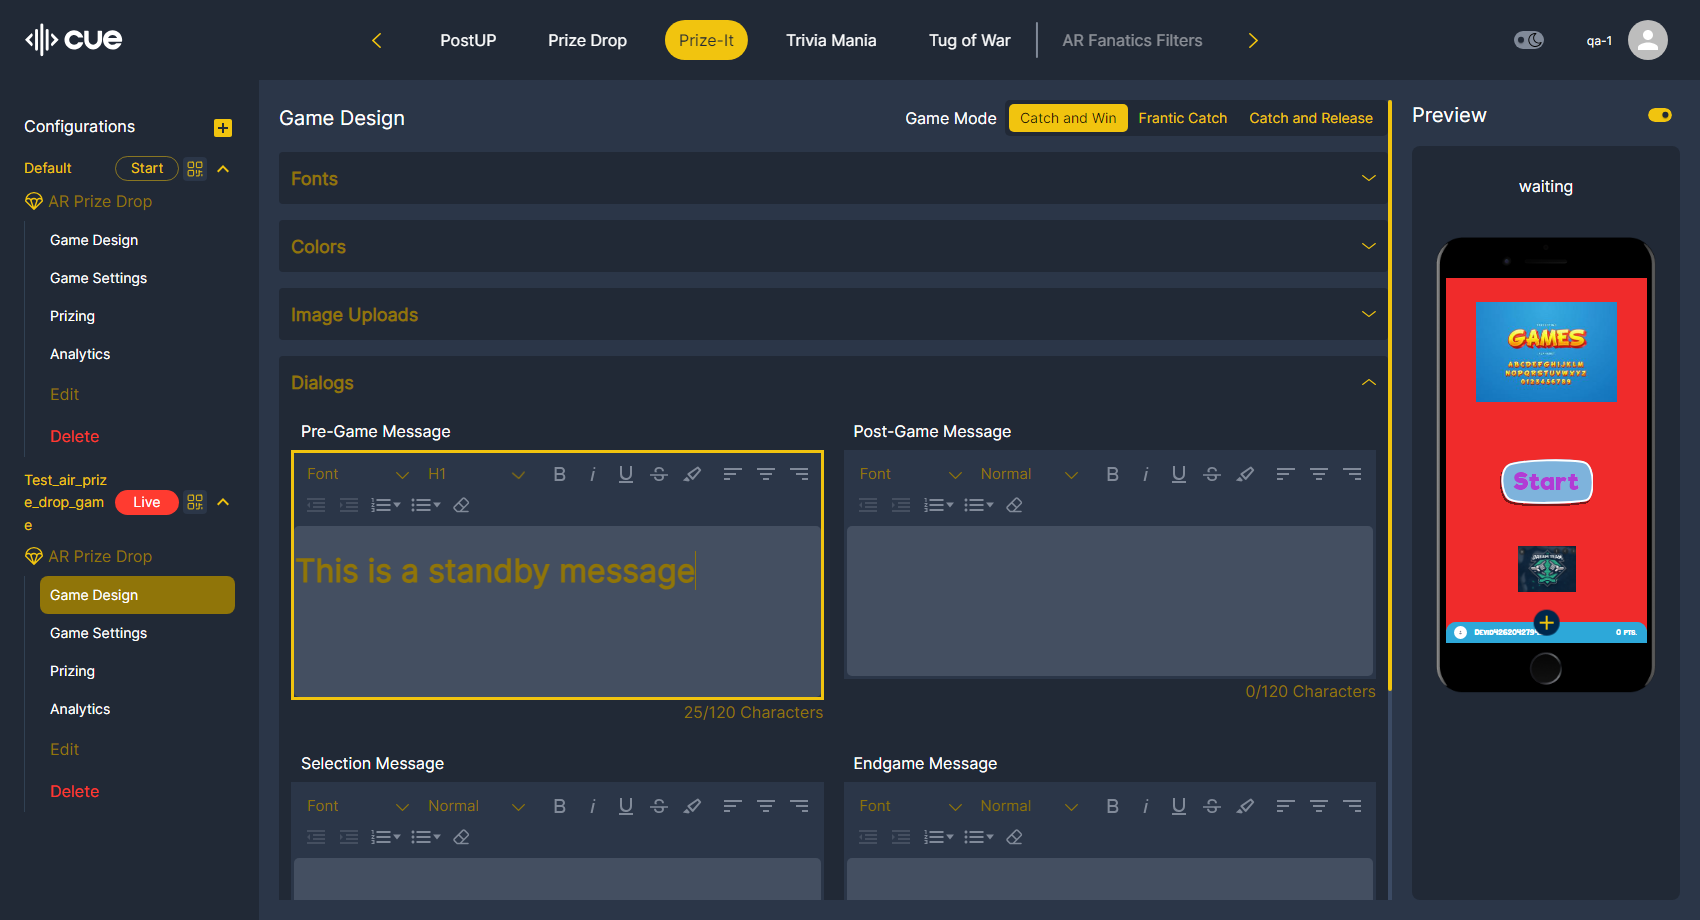 cue
PostUP
Prize Drop
Prize-It
Trivia Mania
Tug of War
AR Fanatics Filters
qa-1
Configurations
Default
Start
AR Prize Drop
Game Design
Game Settings
Prizing
Analytics
Edit
Delete
Test_air_priz
e_drop_gam
e
Live
AR Prize Drop
Game Design
Game Settings
Prizing
Analytics
Edit
Delete
Game Design
Game Mode
Catch and Win
Frantic Catch
Catch and Release
Fonts
Colors
Image Uploads
Dialogs
Pre-Game Message
Font
H1
B i U S
This is a standby message
25/120 Characters
Post-Game Message
Font
Normal
B i U S
0/120 Characters
Selection Message
Font
Normal
B i U S
Endgame Message
Font
Normal
B i U S
Preview
waiting
GAMES
ABCDEFGHIJKLM
NOPQRSTUVWXYZ
0123456789
Start
0 PTS.